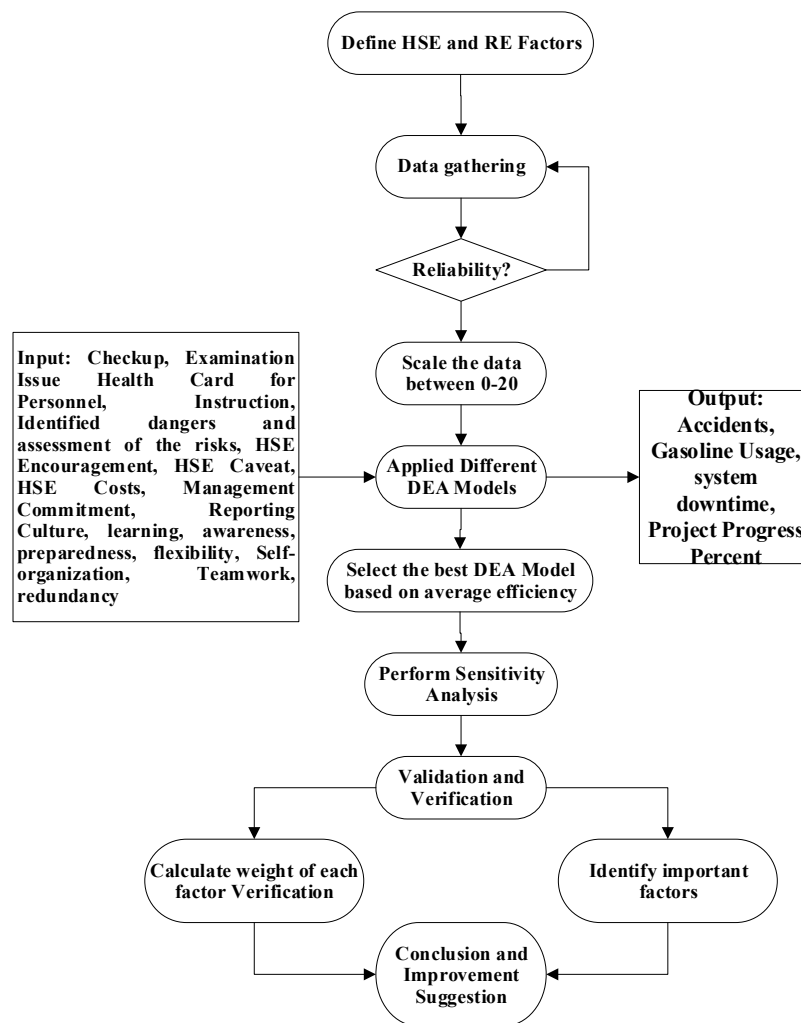 Define HSE and RE Factors
Data gathering
Reliability?
Scale the data
between 0-20
Input: Checkup, Examination
Issue Health Card for
Personnel, Instruction,
Identified dangers and
assessment of the risks, HSE
Encouragement, HSE Caveat,
HSE Costs, Management
Commitment, Reporting
Culture, learning, awareness,
preparedness, flexibility, Self-
organization, Teamwork,
redundancy
Applied Different
DEA Models
Output:
Accidents,
Gasoline Usage,
system
downtime,
Project Progress
Percent
Select the best DEA Model
based on average efficiency
Perform Sensitivity
Analysis
Validation and
Verification
Calculate weight of each
factor Verification
Identify important
factors
Conclusion and
Improvement
Suggestion